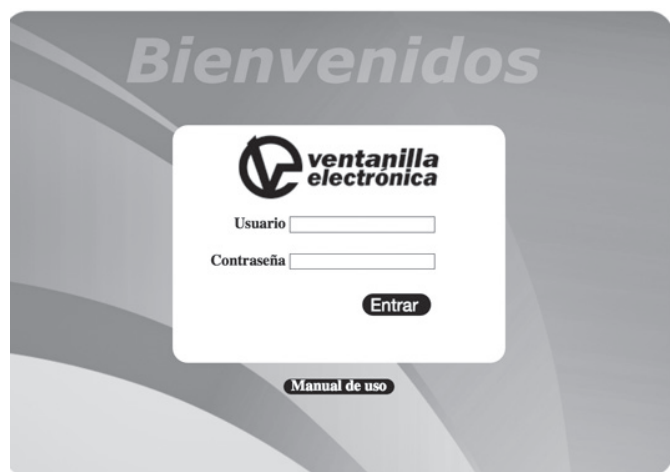 Bienvenidos
ventanilla
electrónica
Usuario
Contraseña
Entrar
Manual de uso